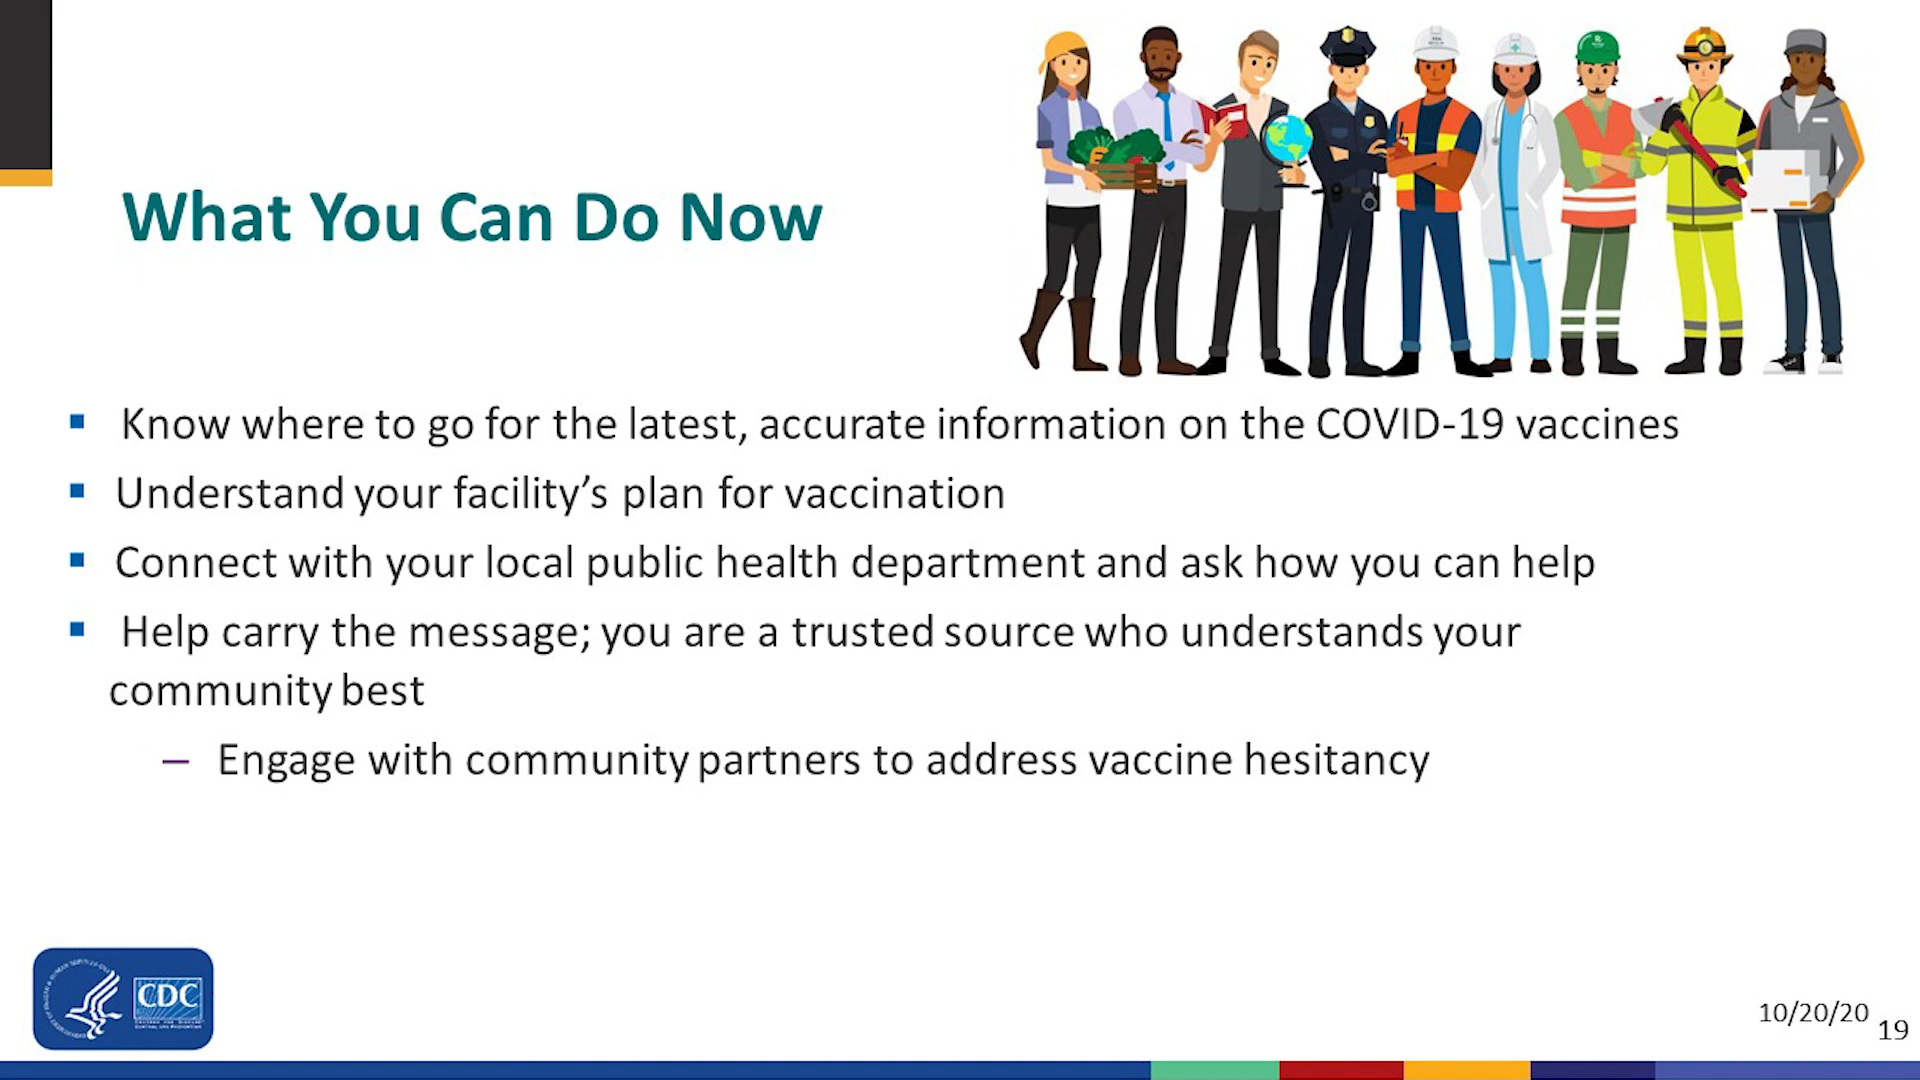 What You Can Do Now
▪ Know where to go for the latest, accurate information on the COVID-19 vaccines
▪ Understand your facility’s plan for vaccination
▪ Connect with your local public health department and ask how you can help
▪ Help carry the message; you are a trusted source who understands your
community best
– Engage with community partners to address vaccine hesitancy
CDC
10/20/20
19